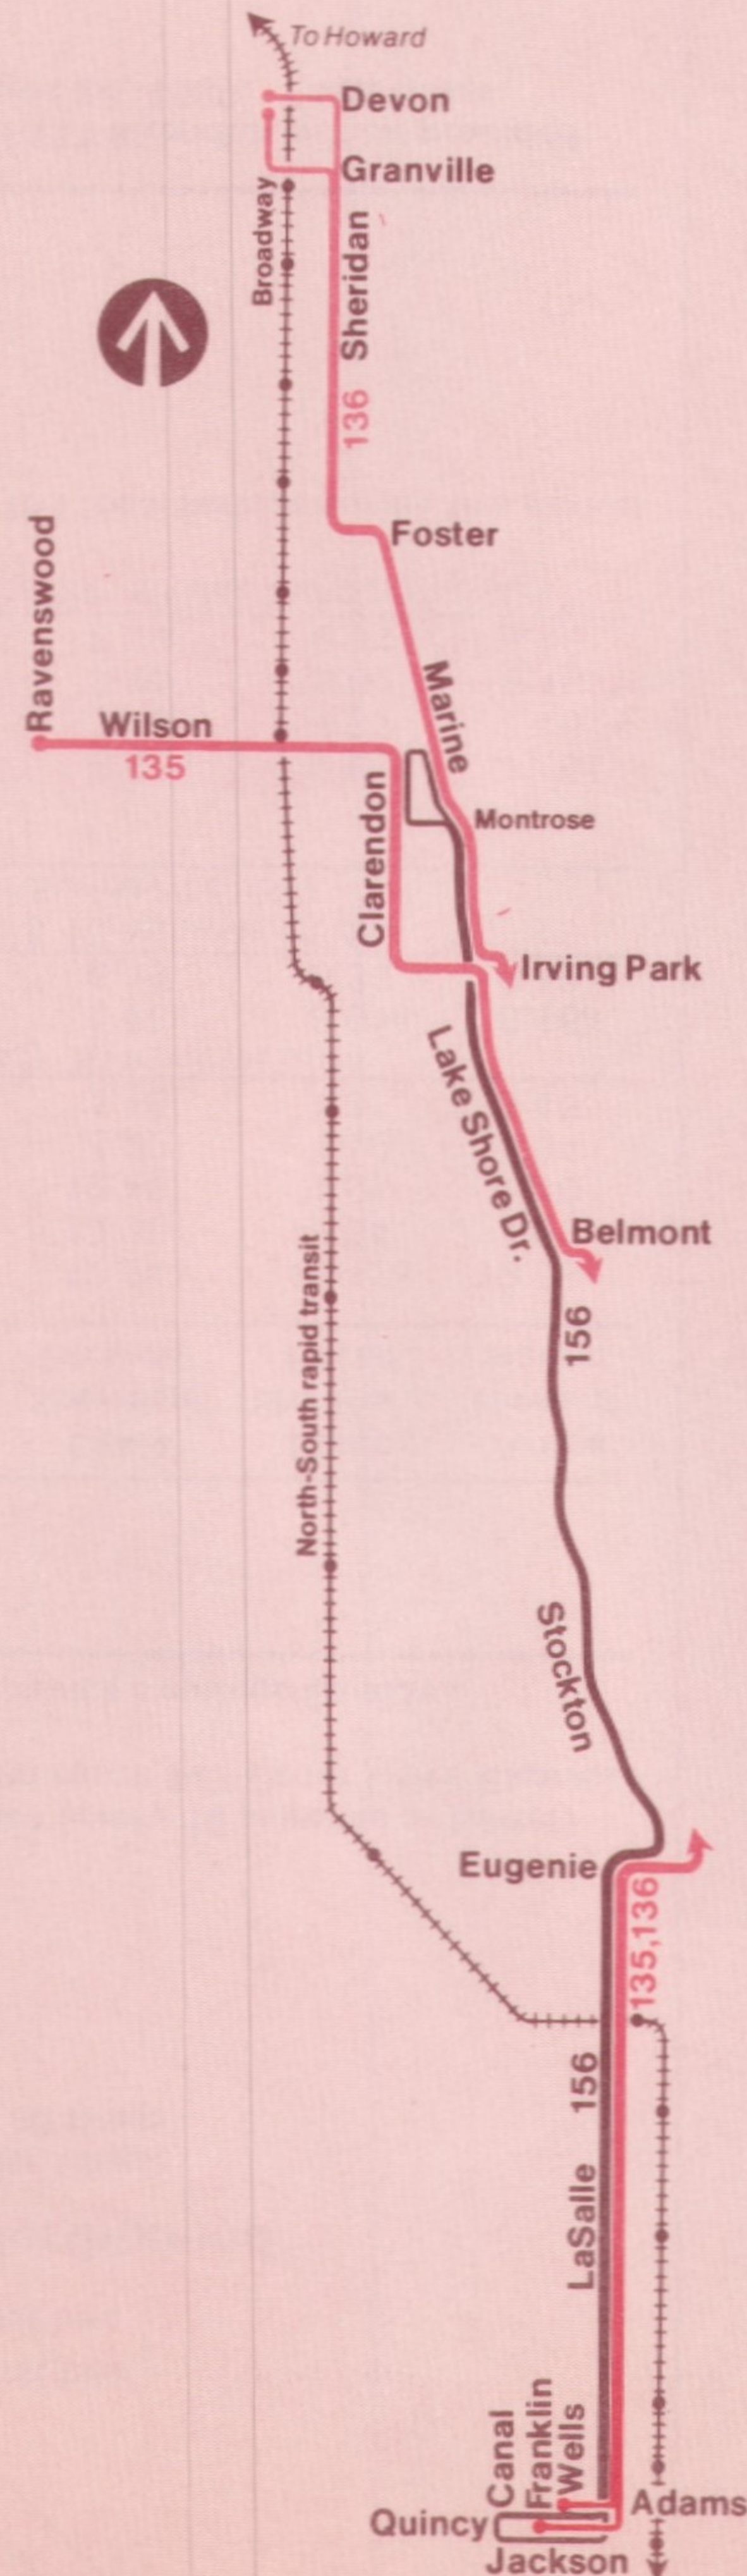 To Howard
Devon
Granville
Broadway
Sheridan
136
Foster
Ravenswood
Wilson
135
Marine
Clarendon
Montrose
Irving Park
Lake Shore Dr.
Belmont
156
North-South rapid transit
Stockton
Eugenie
135,136
156
LaSalle
Canal
Franklin
Wells
Adams
Quincy
Jackson